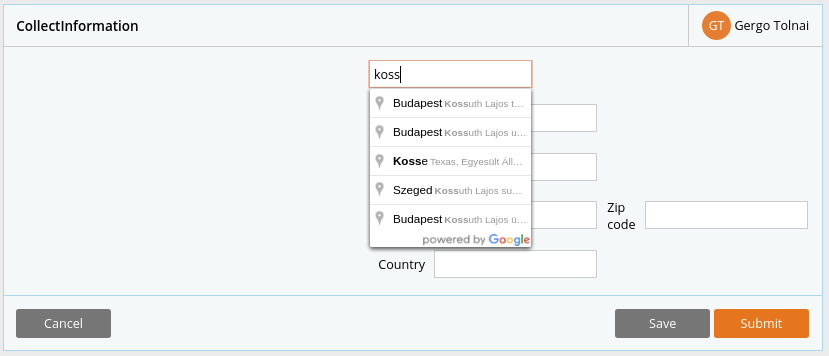 CollectInformation
GT Gergo Tolnai
koss
Budapest Kossuth Lajos t...
Budapest Kossuth Lajos u...
Kosse Texas, Egyesült Áll...
Szeged Kossuth Lajos su...
Budapest Kossuth Lajos ü...
powered by Google
Zip
code
Country
Cancel
Save
Submit